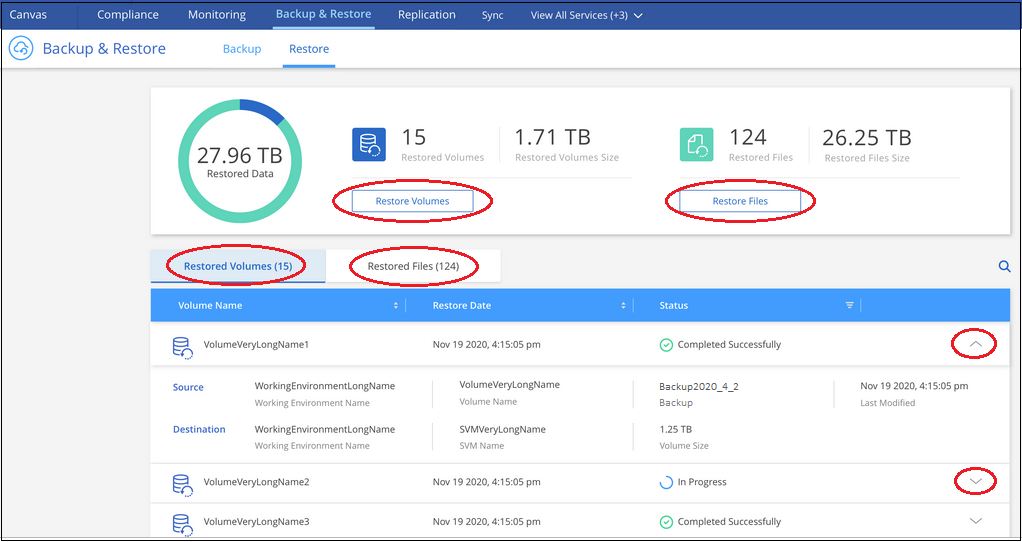 Canvas Compliance Monitoring Backup & Restore Replication Sync View All Services (+3)
Backup & Restore Backup Restore
27.96 TB
Restored Data
15 1.71 TB 124 26.25 TB
Restored Volumes Restored Volumes Size Restored Files Restored Files Size
Restore Volumes Restore Files
Restored Volumes (15) Restored Files (124)
Volume Name Restore Date Status
VolumeVeryLongName1 Nov 19 2020, 4:15:05 pm Completed Successfully
Source WorkingEnvironmentLongName VolumeVeryLongName Backup2020_4_2 Nov 19 2020, 4:15:05 pm
Working Environment Name Volume Name Backup Last Modified
Destination WorkingEnvironmentLongName SVMVeryLongName 1.25 TB
Working Environment Name SVM Name Volume Size
VolumeVeryLongName2 Nov 19 2020, 4:15:05 pm In Progress
VolumeVeryLongName3 Nov 19 2020, 4:15:05 pm Completed Successfully